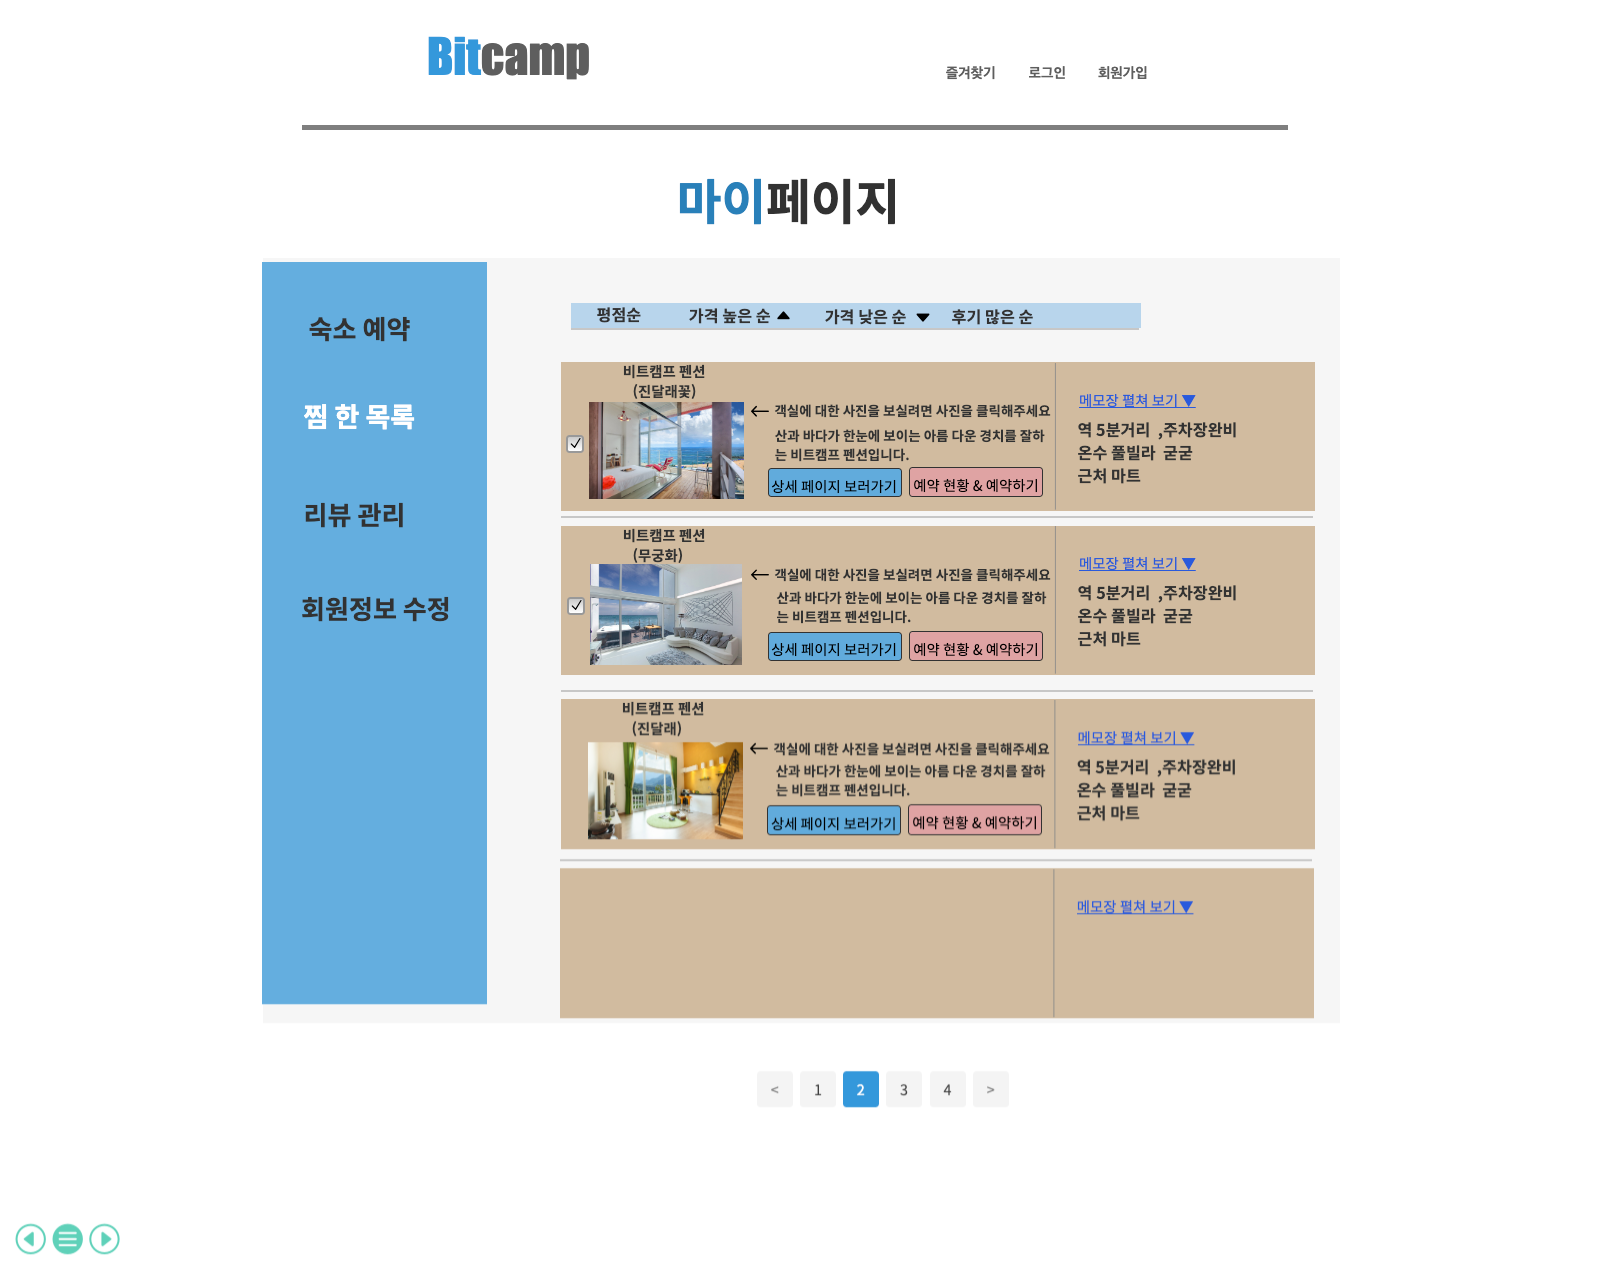 Bitcamp
즐겨찾기 로그인 회원가입
마이페이지
숙소 예약
찜 한 목록
리뷰 관리
회원정보 수정
평점순 가격 높은 순 ▲ 가격 낮은 순 ▼ 후기 많은 순
비트캠프 펜션
(진달래꽃)
← 객실에 대한 사진을 보실려면 사진을 클릭해주세요
산과 바다가 한눈에 보이는 아름 다운 경치를 잘하
는 비트캠프 펜션입니다.
상세 페이지 보러가기 예약 현황 & 예약하기
메모장 펼쳐 보기 ▼
역 5분거리 ,주차장완비
온수 풀빌라 굳굳
근처 마트
비트캠프 펜션
(무궁화)
← 객실에 대한 사진을 보실려면 사진을 클릭해주세요
산과 바다가 한눈에 보이는 아름 다운 경치를 잘하
는 비트캠프 펜션입니다.
상세 페이지 보러가기 예약 현황 & 예약하기
메모장 펼쳐 보기 ▼
역 5분거리 ,주차장완비
온수 풀빌라 굳굳
근처 마트
비트캠프 펜션
(진달래)
← 객실에 대한 사진을 보실려면 사진을 클릭해주세요
산과 바다가 한눈에 보이는 아름 다운 경치를 잘하
는 비트캠프 펜션입니다.
상세 페이지 보러가기 예약 현황 & 예약하기
메모장 펼쳐 보기 ▼
역 5분거리 ,주차장완비
온수 풀빌라 굳굳
근처 마트
메모장 펼쳐 보기 ▼
< 1 2 3 4 >